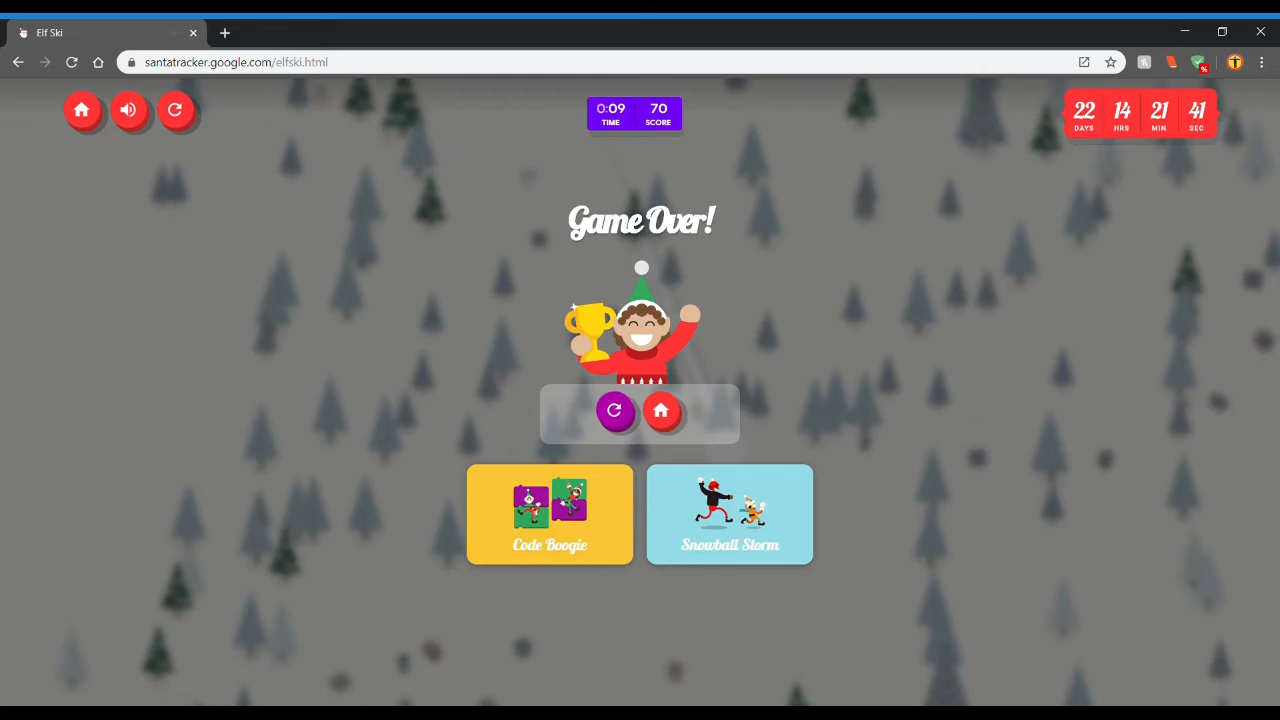 Elf Ski
santatracker.google.com/elfski.html
0:09 70
TIME SCORE
22 14 21 41
DAYS HRS MIN SEC
Game Over!
Code Boogie
Snowball Storm